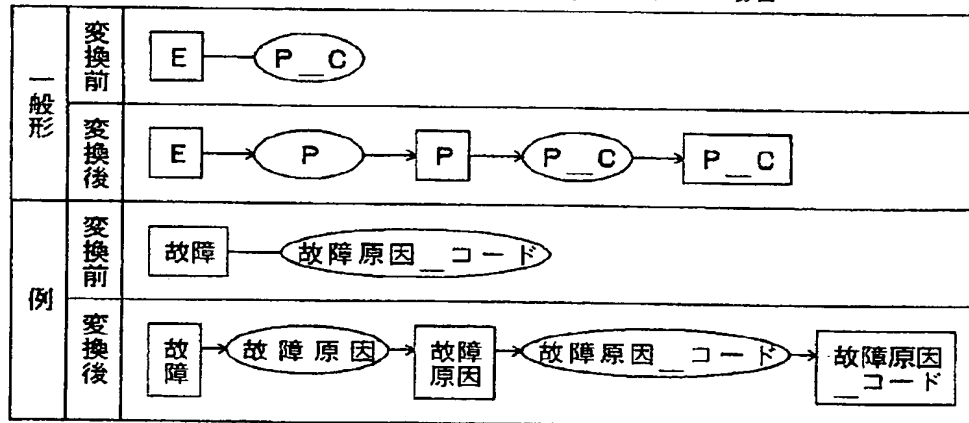 一般形
変換前
E
P_C
変換後
E
P
P
P_C
P_C
例
変換前
故障
故障原因_コード
変換後
故障
故障原因
故障
原因
故障原因_コード
故障原因
_コード